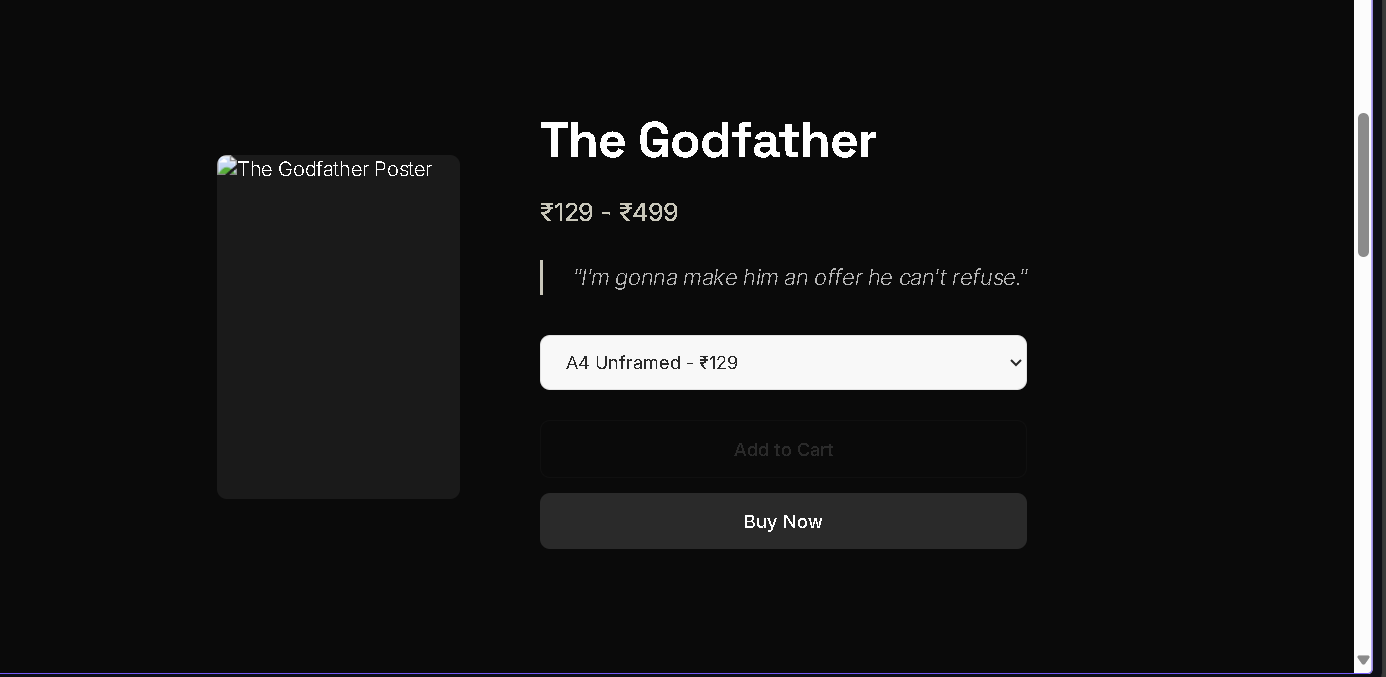 The Godfather Poster
The Godfather
₹129 - ₹499
"I'm gonna make him an offer he can't refuse."
A4 Unframed - ₹129
Add to Cart
Buy Now